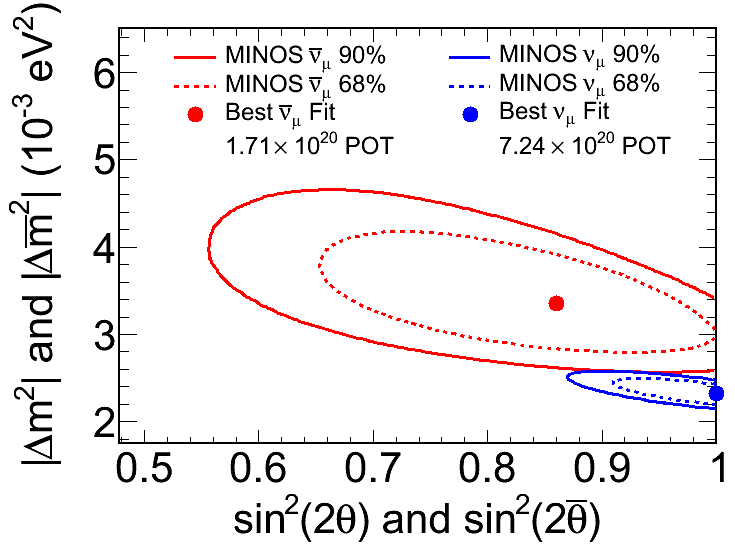 |Δm²| and |Δm̅²| (10⁻³ eV²)
6
5
4
3
2
MINOS ν̅μ 90%
MINOS ν̅μ 68%
Best ν̅μ Fit
1.71 × 10²⁰ POT
MINOS νμ 90%
MINOS νμ 68%
Best νμ Fit
7.24 × 10²⁰ POT
0.5 0.6 0.7 0.8 0.9 1
sin²(2θ) and sin²(2θ̅)